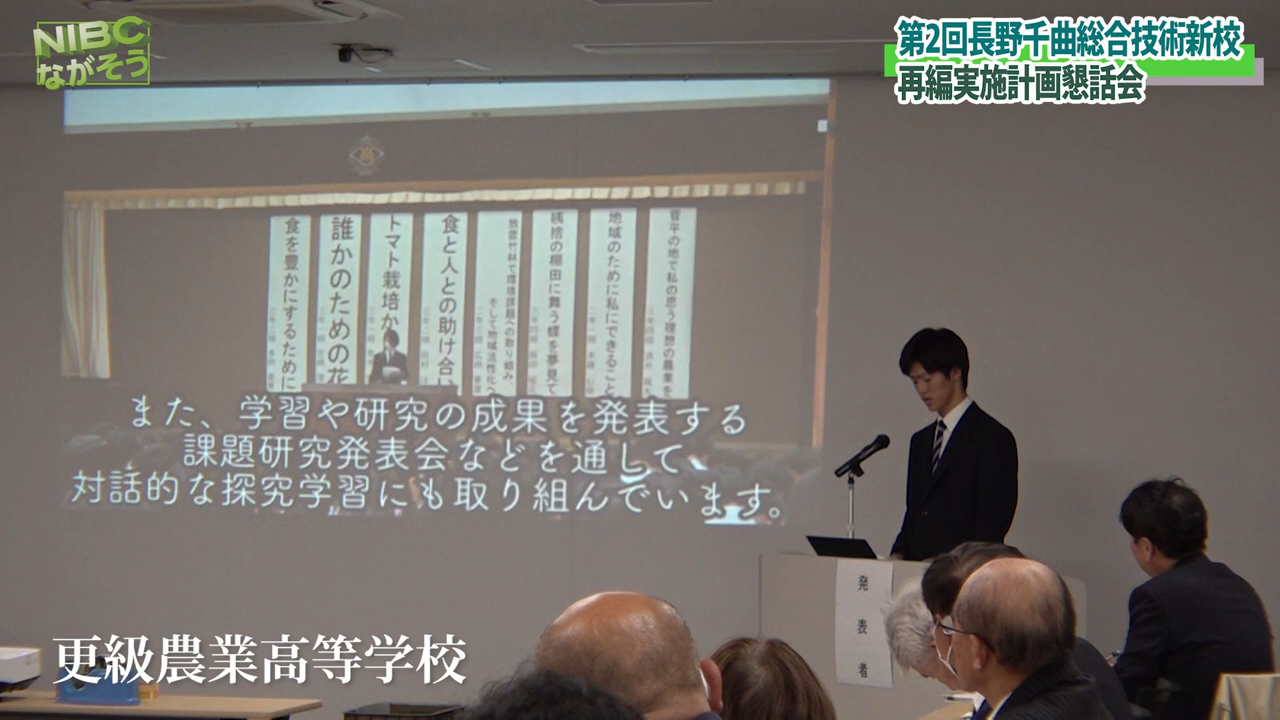 NIBC
ながそう
第2回長野千曲総合技術新校
再編実施計画懇話会
菅平の地で私の思う理想の農業を
地域のために私にできること
姨捨の棚田に舞う蝶を夢見て
放置竹林で環境課題への取り組み
そして地域活性化へ
食と人との助け合い
トマト栽培か
誰かのための花
食を豊かにするために
また、学習や研究の成果を発表する
課題研究発表会などを通して、
対話的な探究学習にも取り組んでいます。
発表者
更級農業高等学校